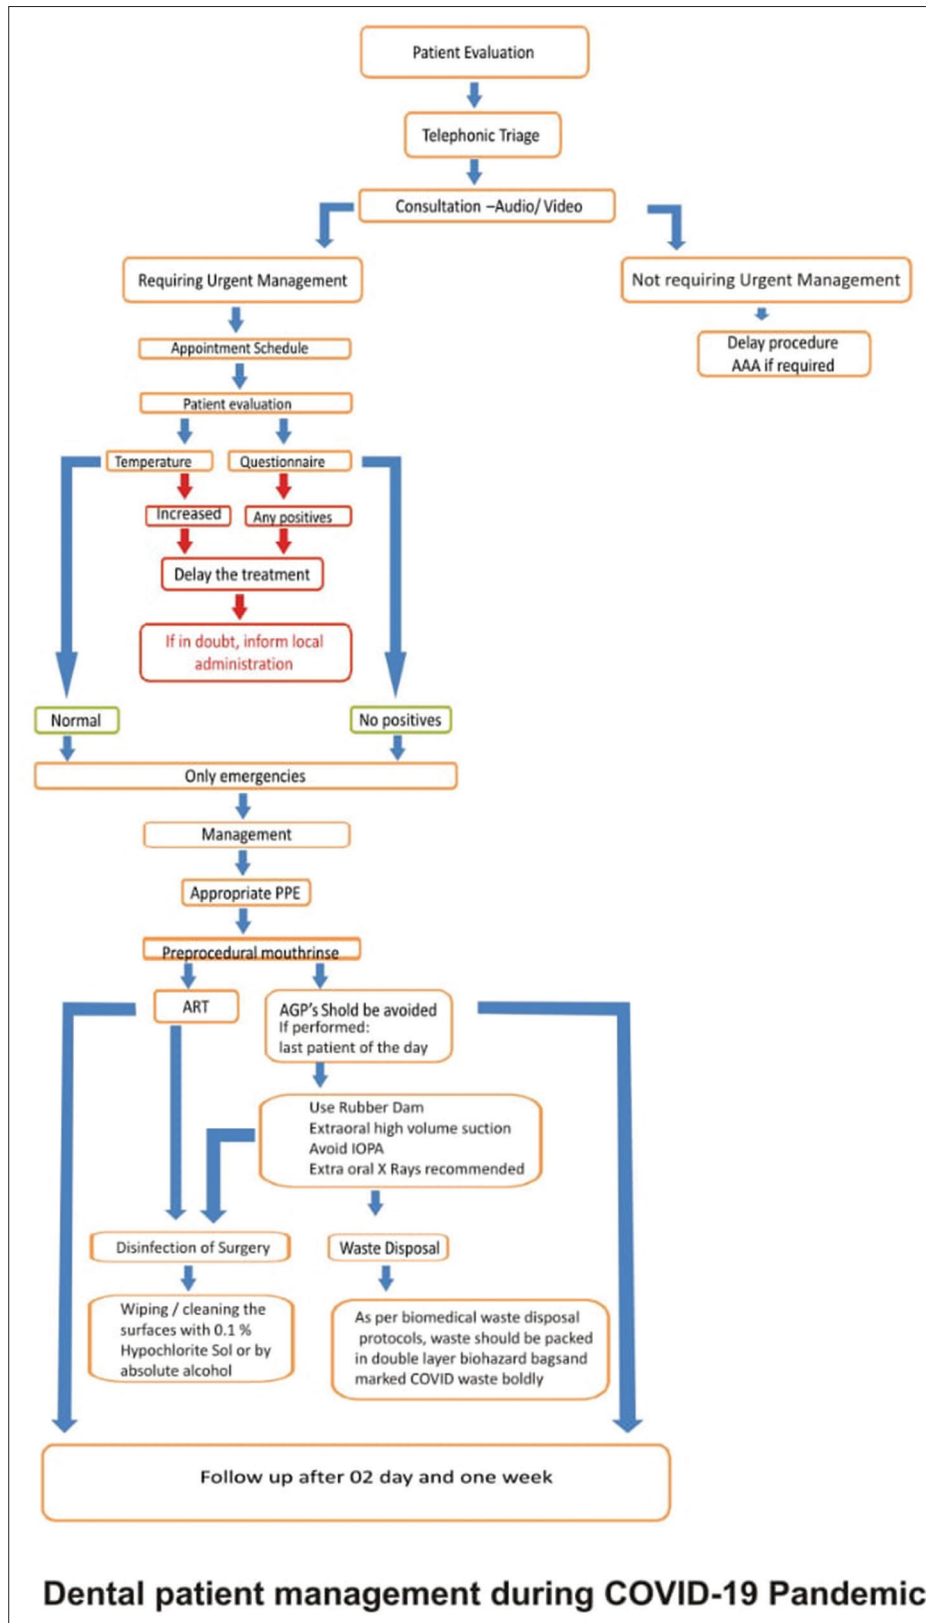 Patient Evaluation
Telephonic Triage
Consultation –Audio/ Video
Requiring Urgent Management
Not requiring Urgent Management
Appointment Schedule
Delay procedure
AAA if required
Patient evaluation
Temperature
Questionnaire
Increased
Any positives
Delay the treatment
If in doubt, inform local
administration
Normal
No positives
Only emergencies
Management
Appropriate PPE
Preprocedural mouthrinse
ART
AGP's Shold be avoided
If performed:
last patient of the day
Use Rubber Dam
Extraoral high volume suction
Avoid IOPA
Extra oral X Rays recommended
Disinfection of Surgery
Waste Disposal
Wiping / cleaning the
surfaces with 0.1 %
Hypochlorite Sol or by
absolute alcohol
As per biomedical waste disposal
protocols, waste should be packed
in double layer biohazard bagsand
marked COVID waste boldly
Follow up after 02 day and one week
Dental patient management during COVID-19 Pandemic